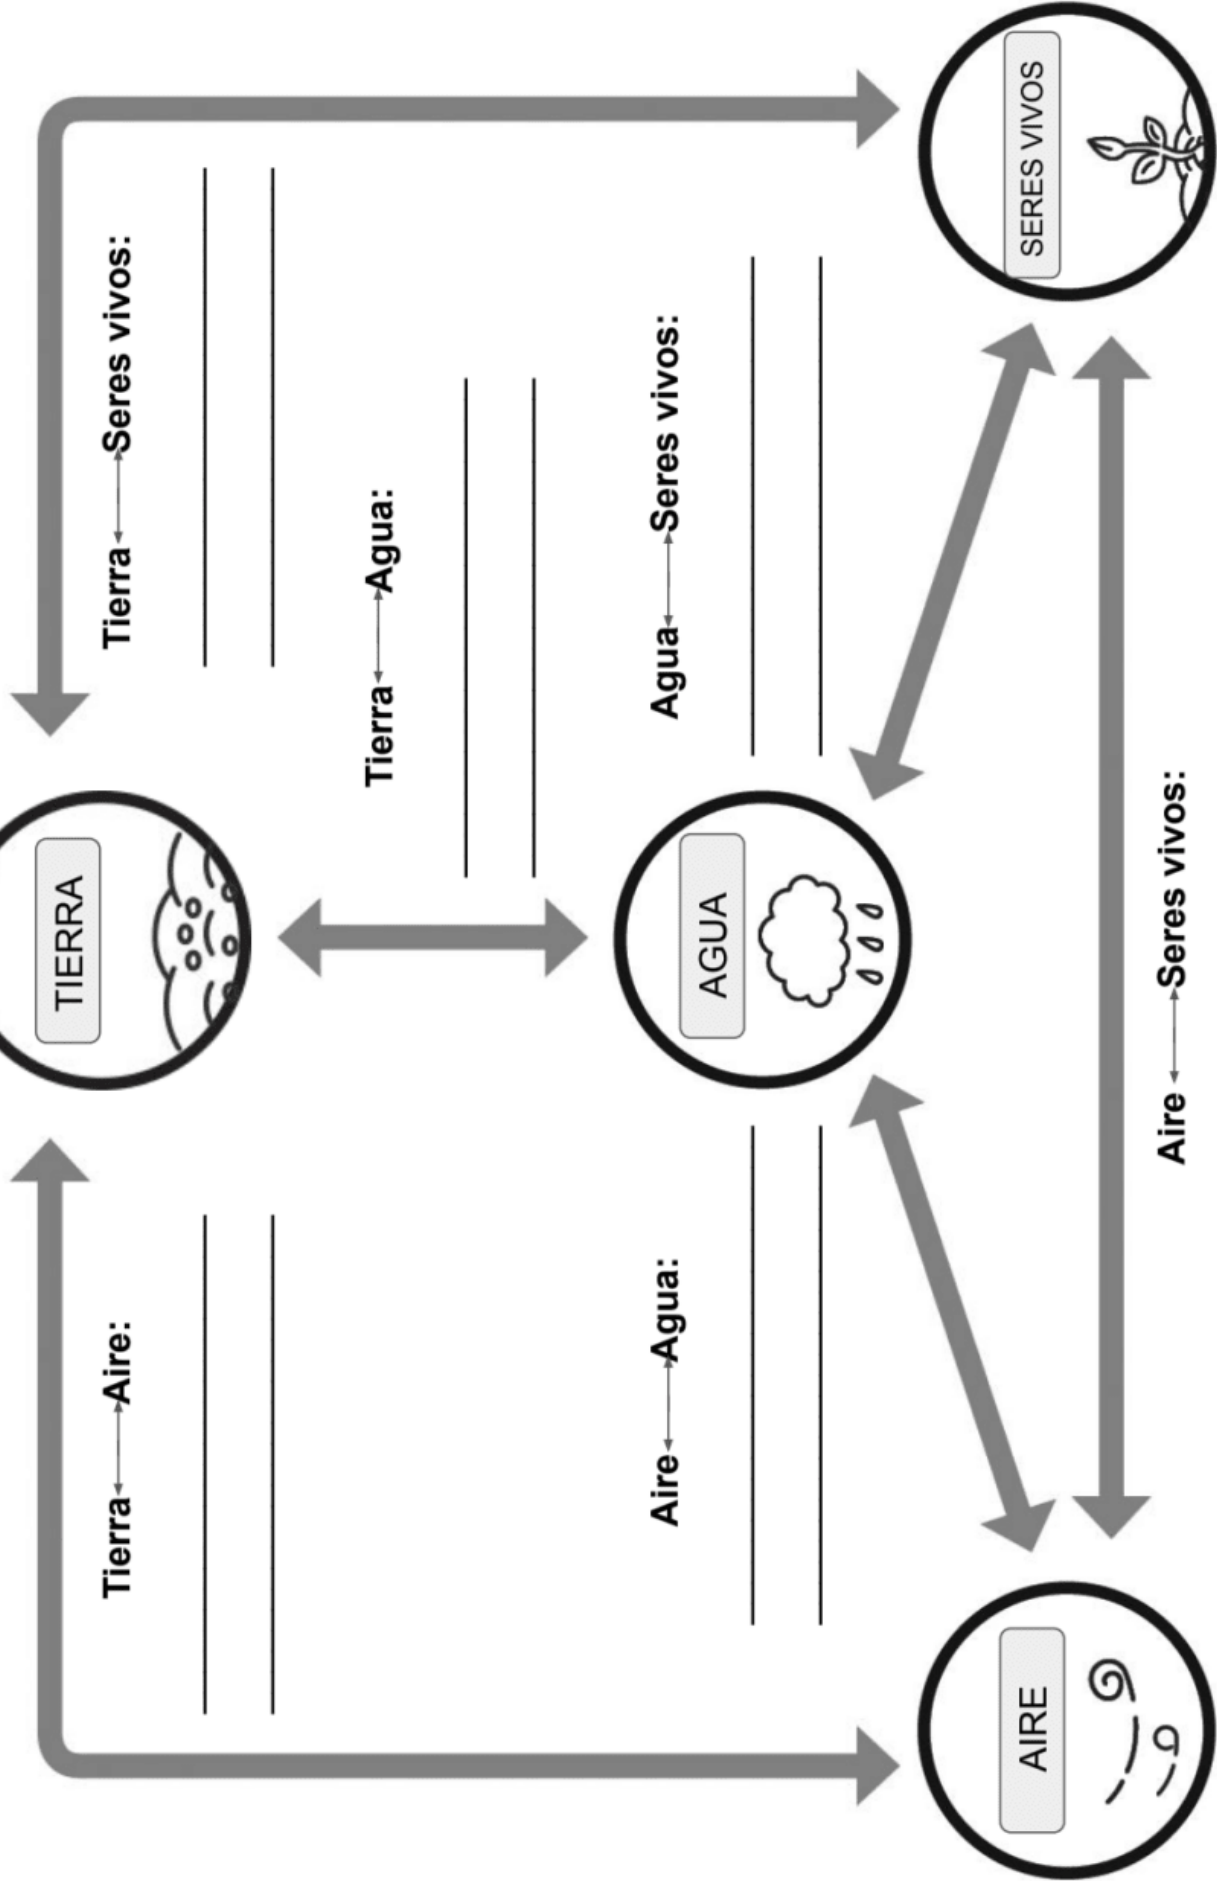 TIERRA
Tierra Aire:
Tierra Seres vivos:
Tierra Agua:
AGUA
Aire Agua:
Agua Seres vivos:
AIRE
SERES VIVOS
Aire Seres vivos: